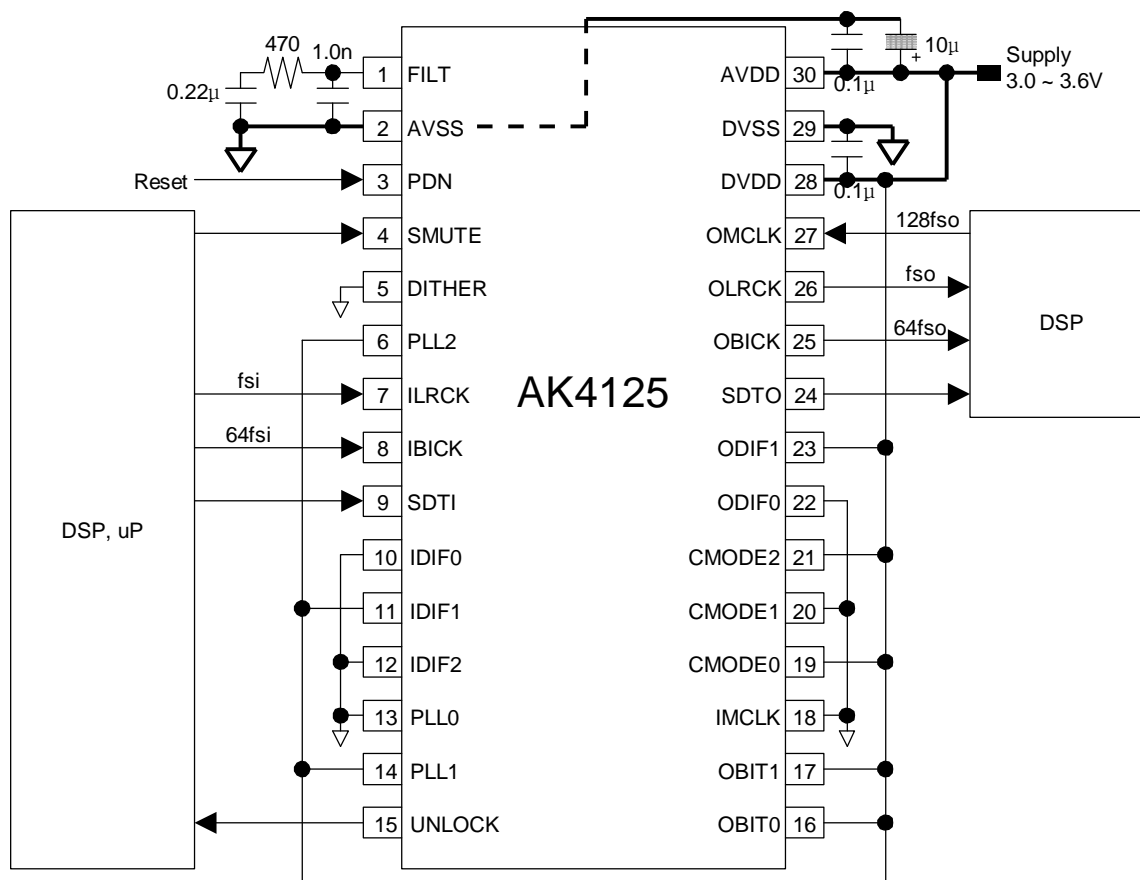 470
1.0n
0.22µ
1 FILT
2 AVSS
Reset
3 PDN
4 SMUTE
5 DITHER
6 PLL2
fsi
7 ILRCK
64fsi
8 IBICK
9 SDTI
DSP, uP
10 IDIF0
11 IDIF1
12 IDIF2
13 PLL0
14 PLL1
15 UNLOCK
AK4125
10µ
+
Supply
3.0 ~ 3.6V
AVDD 30
0.1µ
DVSS 29
DVDD 28
0.1µ
OMCLK 27
128fso
OLRCK 26
fso
OBICK 25
64fso
DSP
SDTO 24
ODIF1 23
ODIF0 22
CMODE2 21
CMODE1 20
CMODE0 19
IMCLK 18
OBIT1 17
OBIT0 16